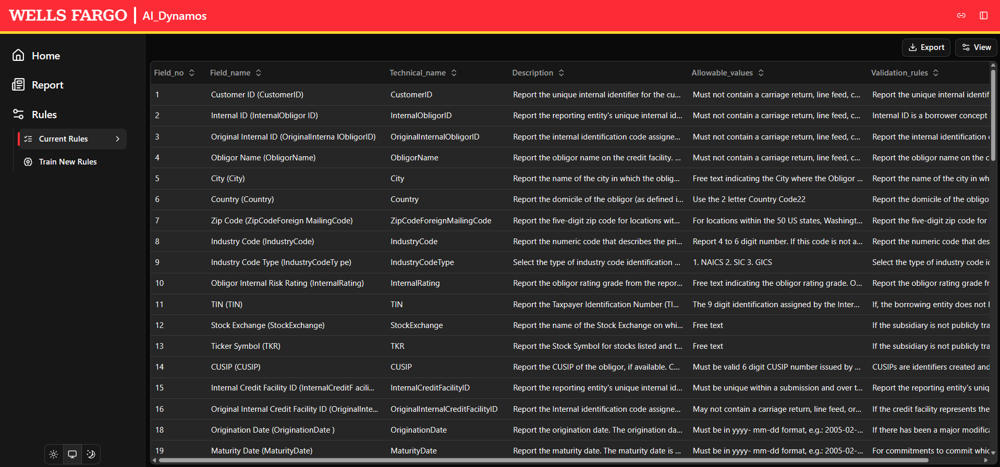 WELLS FARGO | AI_Dynamos
Home
Report
Rules
Current Rules
Train New Rules
Export View
Field_no Field_name Technical_name Description Allowable_values Validation_rules
1 Customer ID (CustomerID) CustomerID Report the unique internal identifier for the cu... Must not contain a carriage return, line feed, c... Report the unique internal identif
2 Internal ID (InternalObligor ID) InternalObligorID Report the reporting entity's unique internal id... Must not contain a carriage return, line feed, c... Internal ID is a borrower concept
3 Original Internal ID (OriginalInterna lObligorID) OriginalInternalObligorID Report the internal identification code assigne... Must not contain a carriage return, line feed, c... Report the internal identification
4 Obligor Name (ObligorName) ObligorName Report the obligor name on the credit facility. ... Must not contain a carriage return, line feed, c... Report the obligor name on the c
5 City (City) City Report the name of the city in which the oblig... Free text indicating the City where the Obligor ... Report the name of the city in wh
6 Country (Country) Country Report the domicile of the obligor (as defined i... Use the 2 letter Country Code22 Report the domicile of the obligo
7 Zip Code (ZipCodeForeign MailingCode) ZipCodeForeignMailingCode Report the five-digit zip code for locations wit... For locations within the 50 US states, Washingt... Report the five-digit zip code for
8 Industry Code (IndustryCode) IndustryCode Report the numeric code that describes the pri... Report 4 to 6 digit number. If this code is not a... Report the numeric code that des
9 Industry Code Type (IndustryCodeTy pe) IndustryCodeType Select the type of industry code identification ... 1. NAICS 2. SIC 3. GICS Select the type of industry code i
10 Obligor Internal Risk Rating (InternalRating) InternalRating Report the obligor rating grade from the repor... Free text indicating the obligor rating grade. O... Report the obligor rating grade fr
11 TIN (TIN) TIN Report the Taxpayer Identification Number (TI... The 9 digit identification assigned by the Inter... If, the borrowing entity does not
12 Stock Exchange (StockExchange) StockExchange Report the name of the Stock Exchange on whi... Free text If the subsidiary is not publicly tra
13 Ticker Symbol (TKR) TKR Report the Stock Symbol for stocks listed and t... Free text If the subsidiary is not publicly tra
14 CUSIP (CUSIP) CUSIP Report the CUSIP of the obligor, if available. C... Must be valid 6 digit CUSIP number issued by ... CUSIPs are identifiers created and
15 Internal Credit Facility ID (InternalCreditF acili... InternalCreditFacilityID Report the reporting entity's unique internal id... Must be unique within a submission and over t... Report the reporting entity's uniq
16 Original Internal Credit Facility ID (OriginalInte... OriginalInternalCreditFacilityID Report the Internal identification code assigne... May not contain a carriage return, line feed, or... If the credit facility represents the
18 Origination Date (OriginationDate ) OriginationDate Report the origination date. The origination da... Must be in yyyy- mm-dd format, e.g.: 2005-02-... If there has been a major modific
19 Maturity Date (MaturityDate) MaturityDate Report the maturity date. The maturity date is ... Must be in yyyy- mm-dd format, e.g.: 2005-02-... For commitments to commit whic